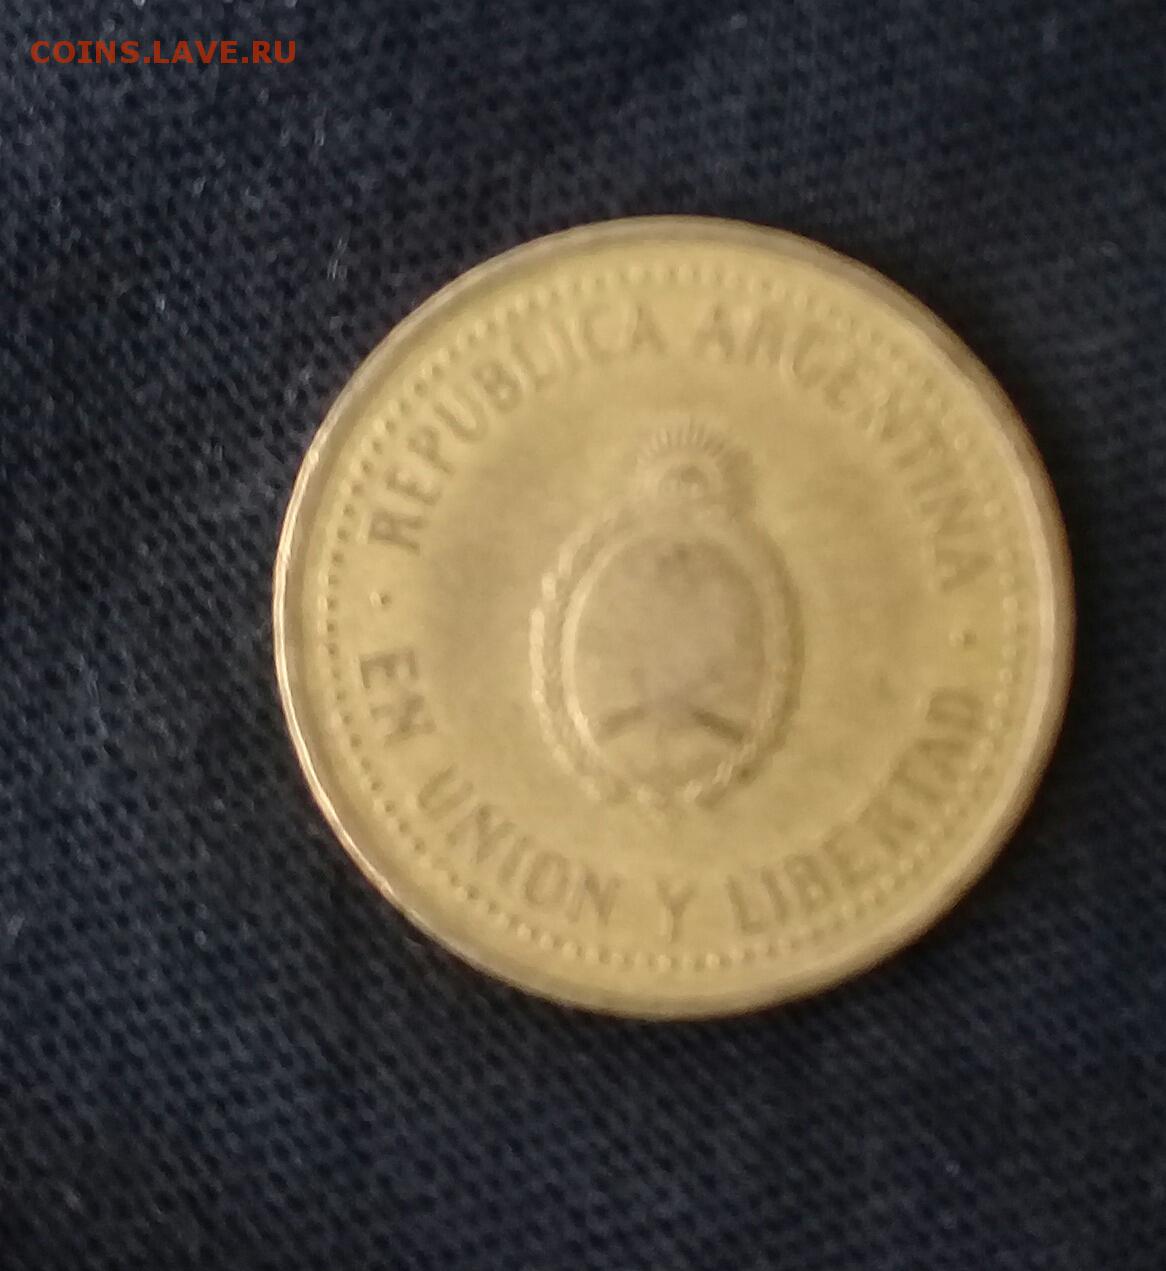 COINS.LAVE.RU
· REPUBLICA ARGENTINA ·
EN UNION Y LIBERTAD